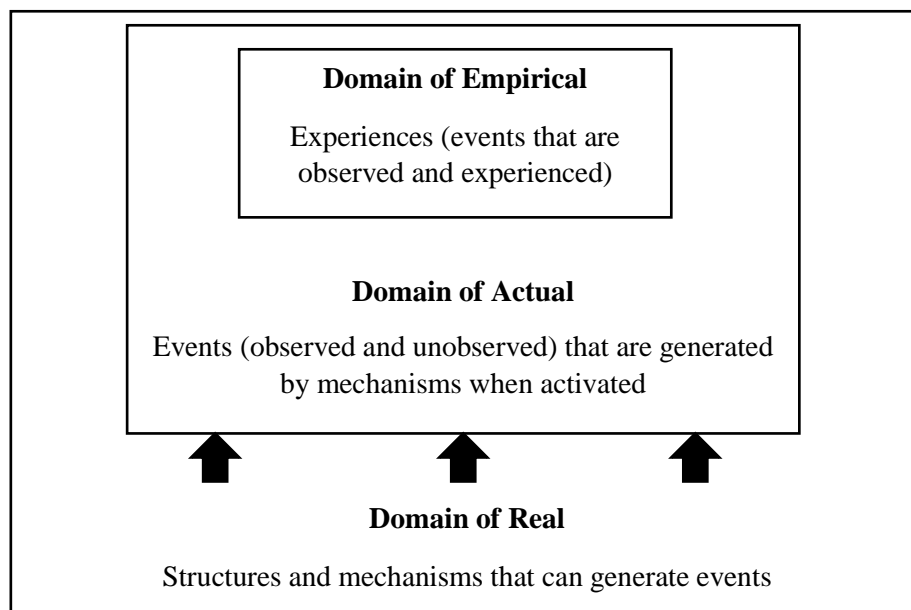 Domain of Empirical
Experiences (events that are
observed and experienced)
Domain of Actual
Events (observed and unobserved) that are generated
by mechanisms when activated
Domain of Real
Structures and mechanisms that can generate events